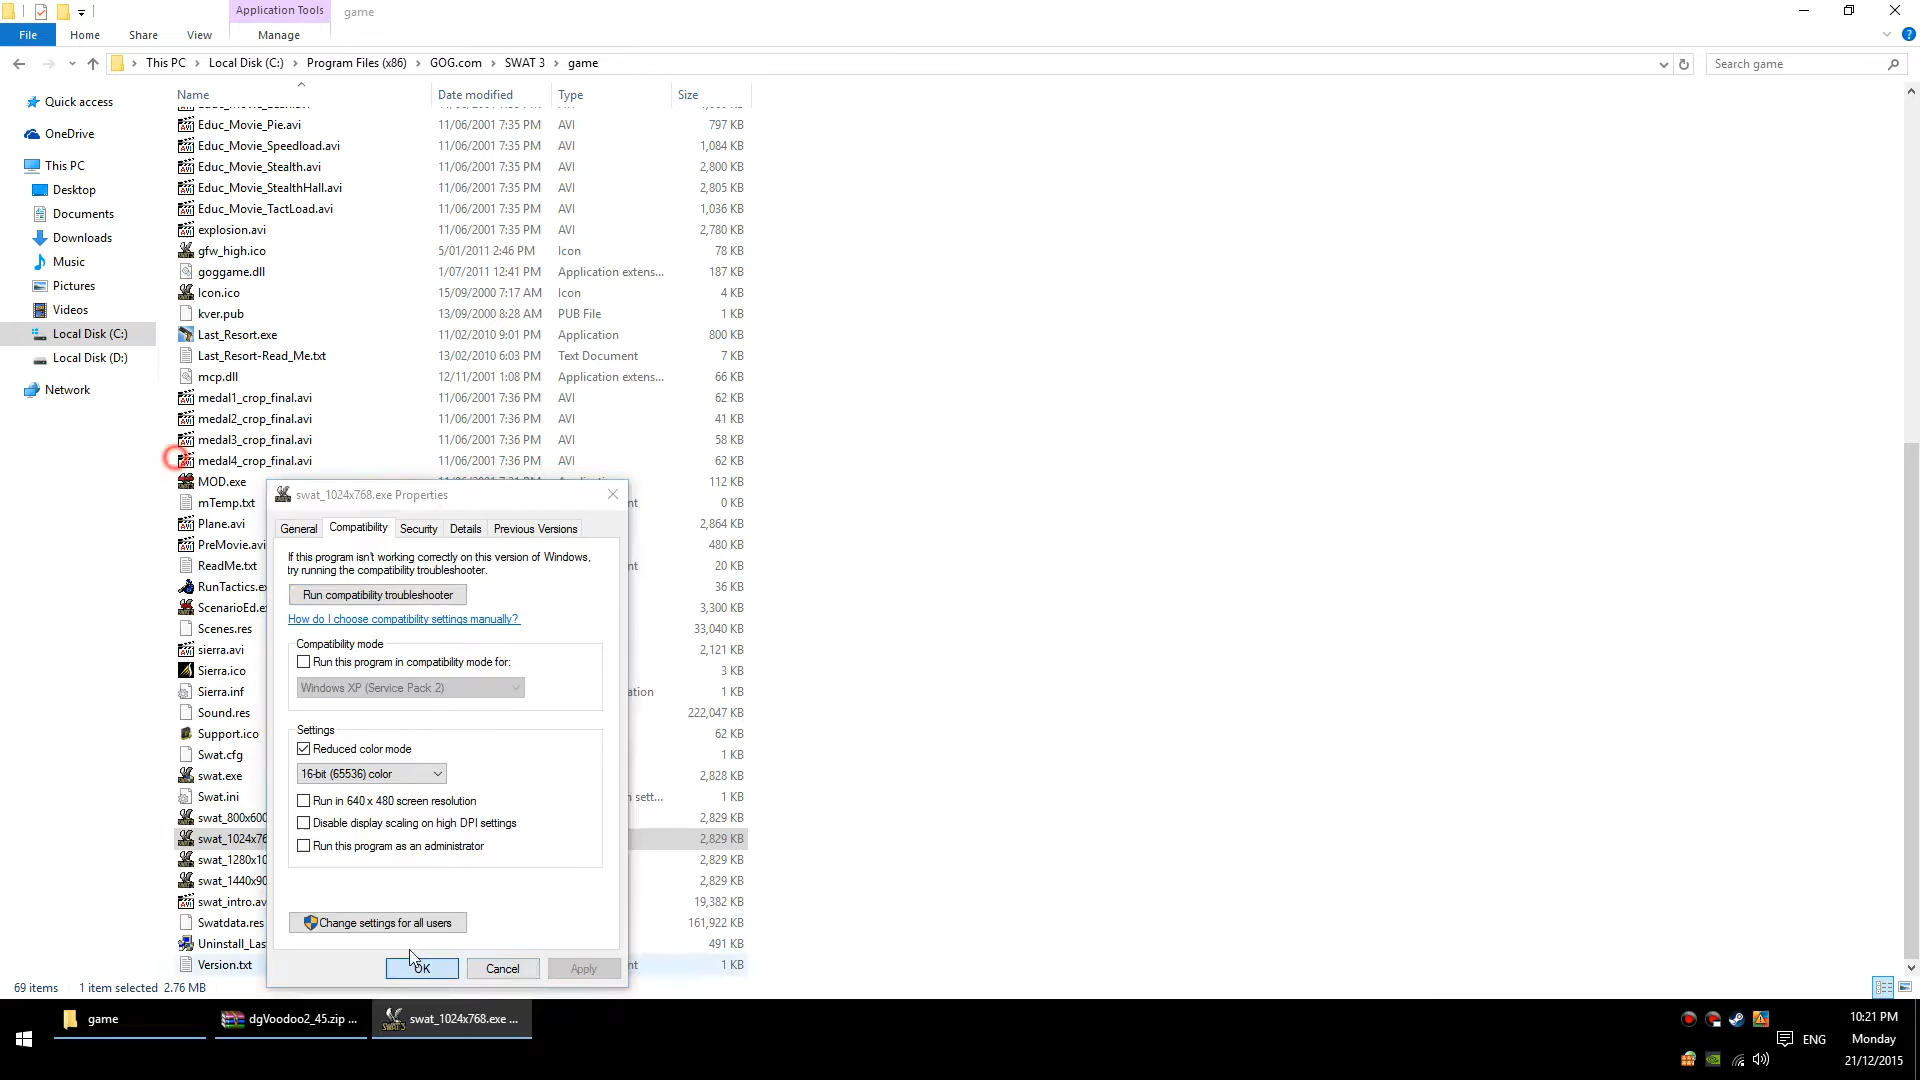 Application Tools
game
File
Home
Share
View
Manage
This PC
Local Disk (C:)
Program Files (x86)
GOG.com
SWAT 3
game
Search game
Quick access
OneDrive
This PC
Desktop
Documents
Downloads
Music
Pictures
Videos
Local Disk (C:)
Local Disk (D:)
Network
Name Date modified Type Size
Educ_Movie_Pie.avi 11/06/2001 7:35 PM AVI 797 KB
Educ_Movie_Speedload.avi 11/06/2001 7:35 PM AVI 1,084 KB
Educ_Movie_Stealth.avi 11/06/2001 7:35 PM AVI 2,800 KB
Educ_Movie_StealthHall.avi 11/06/2001 7:35 PM AVI 2,805 KB
Educ_Movie_TactLoad.avi 11/06/2001 7:35 PM AVI 1,036 KB
explosion.avi 11/06/2001 7:35 PM AVI 2,780 KB
gfw_high.ico 5/01/2011 2:46 PM Icon 78 KB
goggame.dll 1/07/2011 12:41 PM Application extens... 187 KB
Icon.ico 15/09/2000 7:17 AM Icon 4 KB
kver.pub 13/09/2000 8:28 AM PUB File 1 KB
Last_Resort.exe 11/02/2010 9:01 PM Application 800 KB
Last_Resort-Read_Me.txt 13/02/2010 6:03 PM Text Document 7 KB
mcp.dll 12/11/2001 1:08 PM Application extens... 66 KB
medal1_crop_final.avi 11/06/2001 7:36 PM AVI 62 KB
medal2_crop_final.avi 11/06/2001 7:36 PM AVI 41 KB
medal3_crop_final.avi 11/06/2001 7:36 PM AVI 58 KB
medal4_crop_final.avi 11/06/2001 7:36 PM AVI 62 KB
MOD.exe 112 KB
mTemp.txt nt 0 KB
Plane.avi 2,864 KB
PreMovie.avi 480 KB
ReadMe.txt nt 20 KB
RunTactics.ex 36 KB
ScenarioEd.ex 3,300 KB
Scenes.res 33,040 KB
sierra.avi 2,121 KB
Sierra.ico 3 KB
Sierra.inf ation 1 KB
Sound.res 222,047 KB
Support.ico 62 KB
Swat.cfg 1 KB
swat.exe 2,828 KB
Swat.ini n sett... 1 KB
swat_800x600 2,829 KB
swat_1024x76 2,829 KB
swat_1280x10 2,829 KB
swat_1440x90 2,829 KB
swat_intro.av 19,382 KB
Swatdata.res 161,922 KB
Uninstall_Las 491 KB
Version.txt nt 1 KB
swat_1024x768.exe Properties
General
Compatibility
Security
Details
Previous Versions
If this program isn't working correctly on this version of Windows,
try running the compatibility troubleshooter.
Run compatibility troubleshooter
How do I choose compatibility settings manually?
Compatibility mode
Run this program in compatibility mode for:
Windows XP (Service Pack 2)
Settings
Reduced color mode
16-bit (65536) color
Run in 640 x 480 screen resolution
Disable display scaling on high DPI settings
Run this program as an administrator
Change settings for all users
OK
Cancel
Apply
69 items
1 item selected 2.76 MB
game
dgVoodoo2_45.zip ...
swat_1024x768.exe ...
ENG
10:21 PM
Monday
21/12/2015